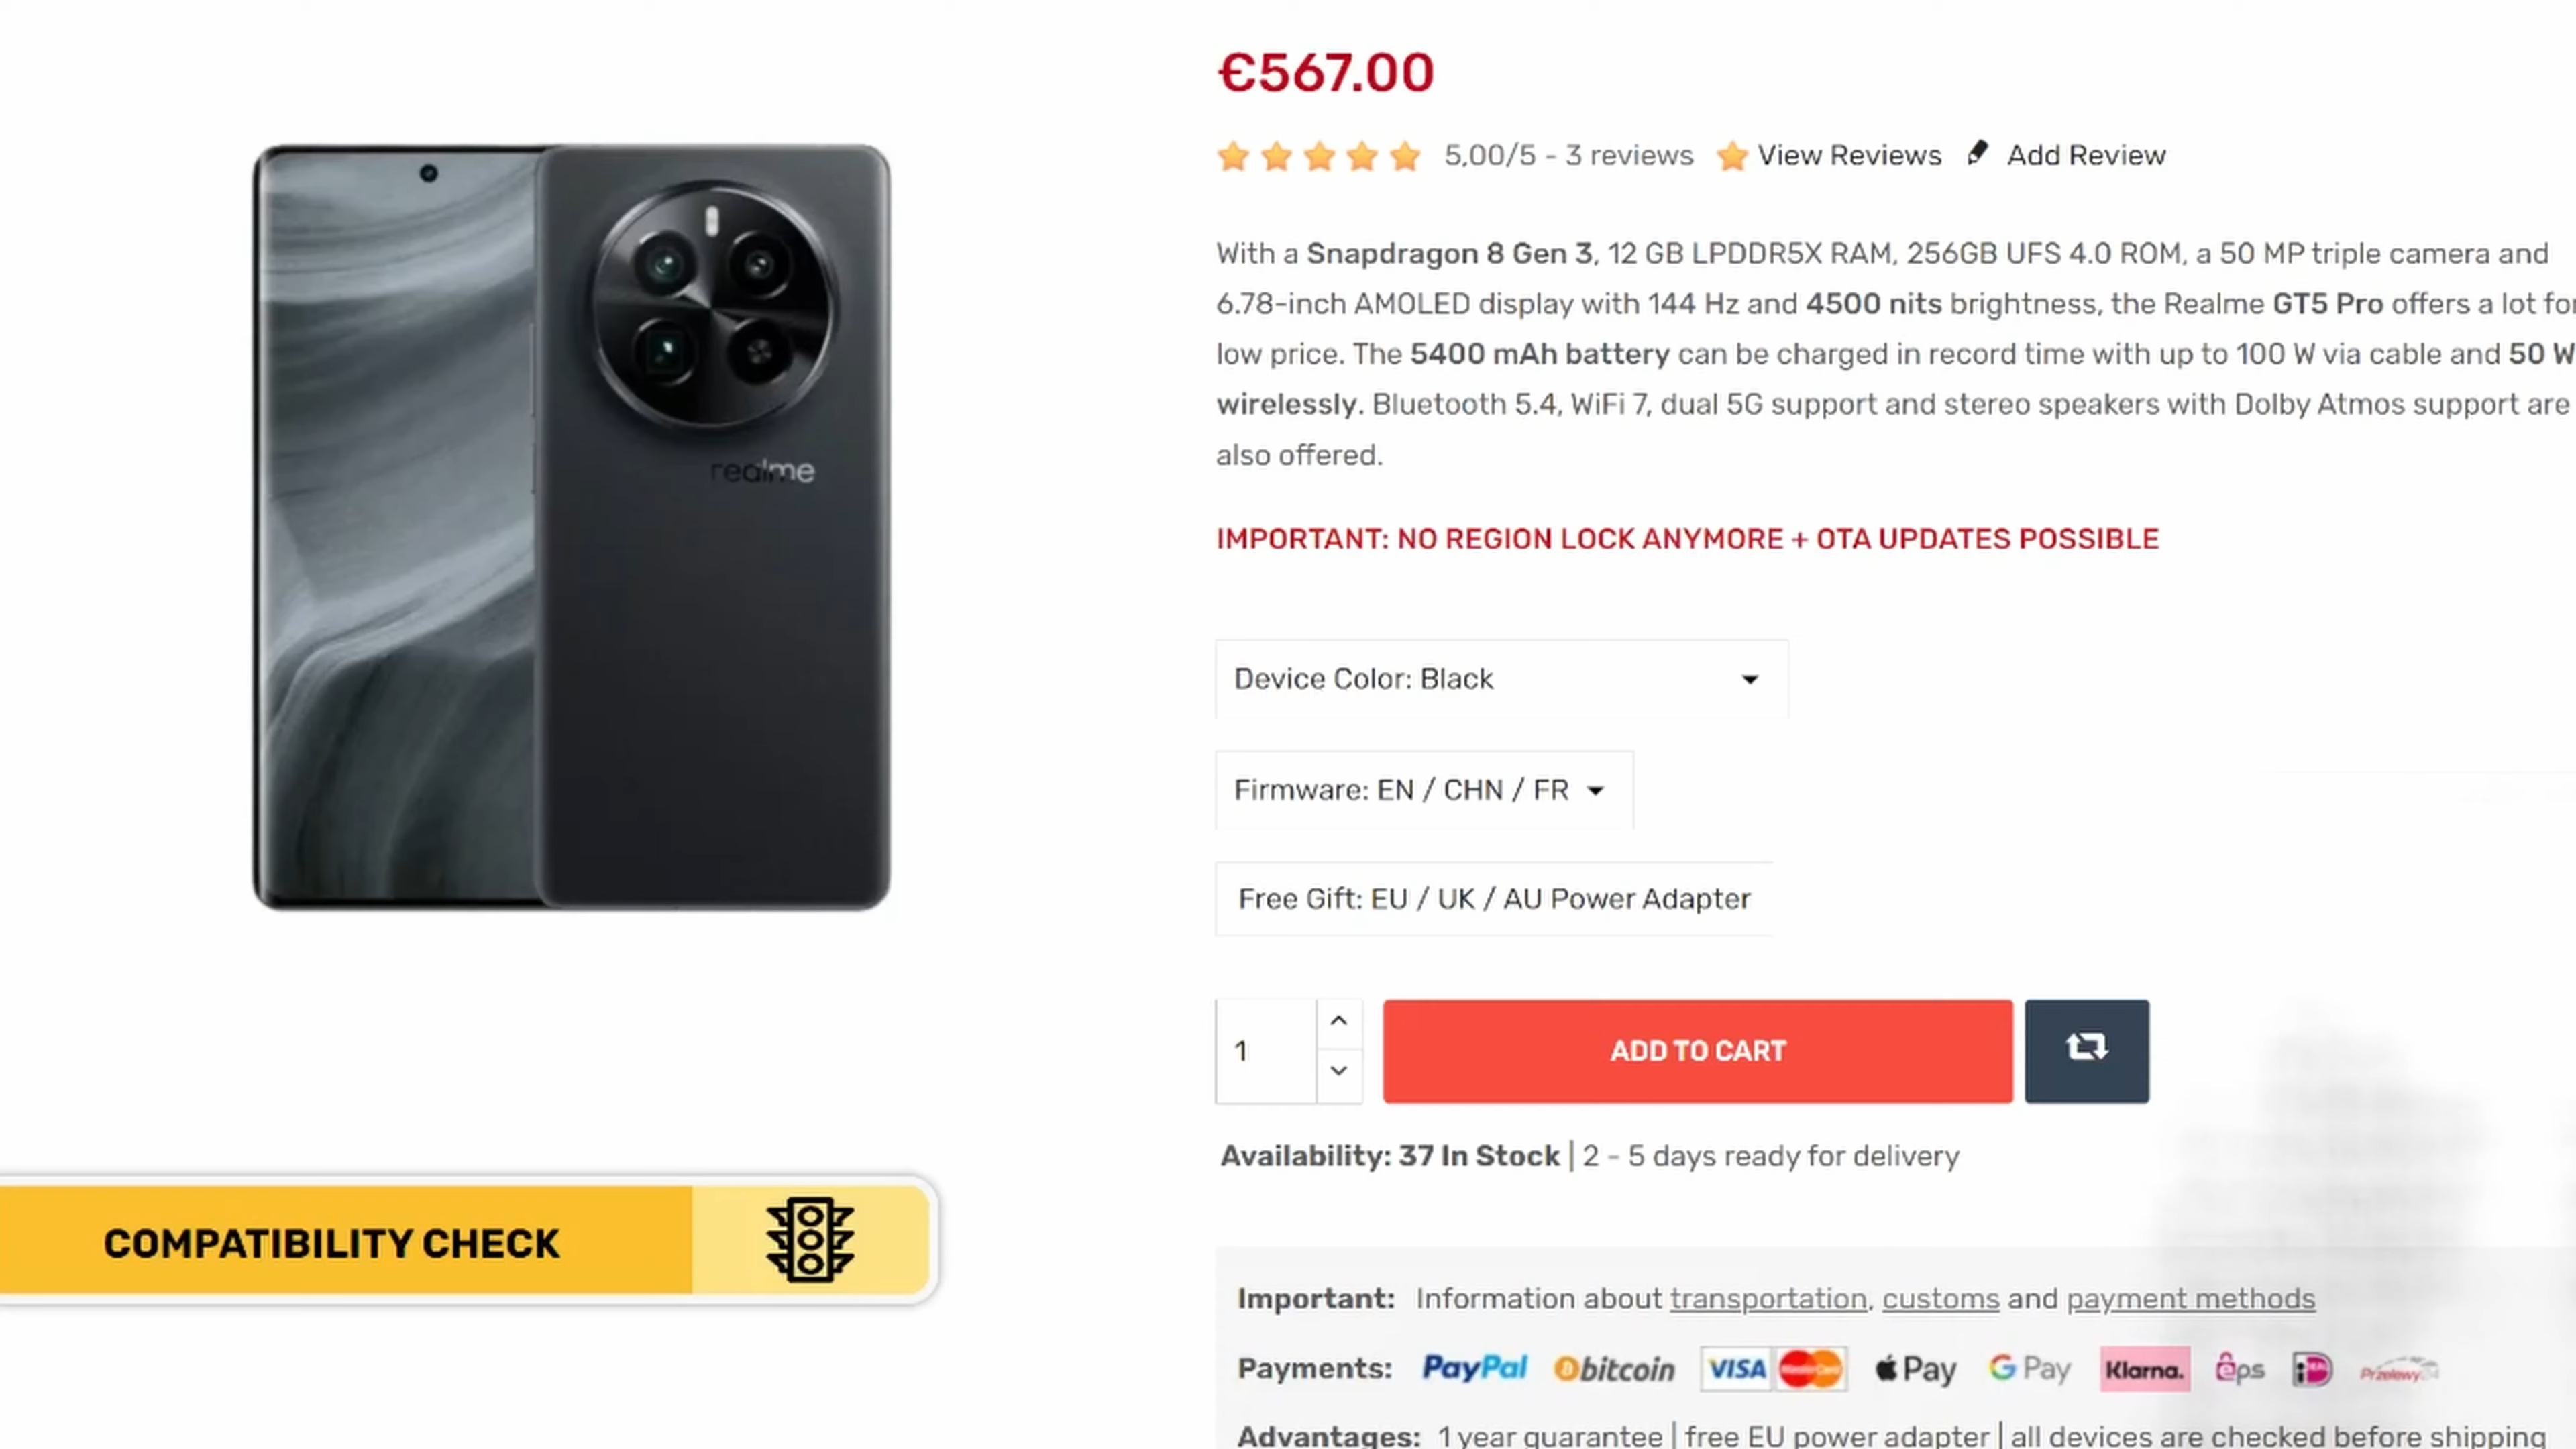 €567.00
5,00/5 - 3 reviews View Reviews Add Review
With a Snapdragon 8 Gen 3, 12 GB LPDDR5X RAM, 256GB UFS 4.0 ROM, a 50 MP triple camera and
6.78-inch AMOLED display with 144 Hz and 4500 nits brightness, the Realme GT5 Pro offers a lot for
low price. The 5400 mAh battery can be charged in record time with up to 100 W via cable and 50 W
wirelessly. Bluetooth 5.4, WiFi 7, dual 5G support and stereo speakers with Dolby Atmos support are
also offered.
realme
IMPORTANT: NO REGION LOCK ANYMORE + OTA UPDATES POSSIBLE
Device Color: Black
Firmware: EN / CHN / FR
Free Gift: EU / UK / AU Power Adapter
1
ADD TO CART
Availability: 37 In Stock | 2 - 5 days ready for delivery
COMPATIBILITY CHECK
Important: Information about transportation, customs and payment methods
Payments: PayPal bitcoin VISA MasterCard Pay G Pay Klarna. eps iDEAL Przelewy24
Advantages: 1 year guarantee | free EU power adapter | all devices are checked before shipping